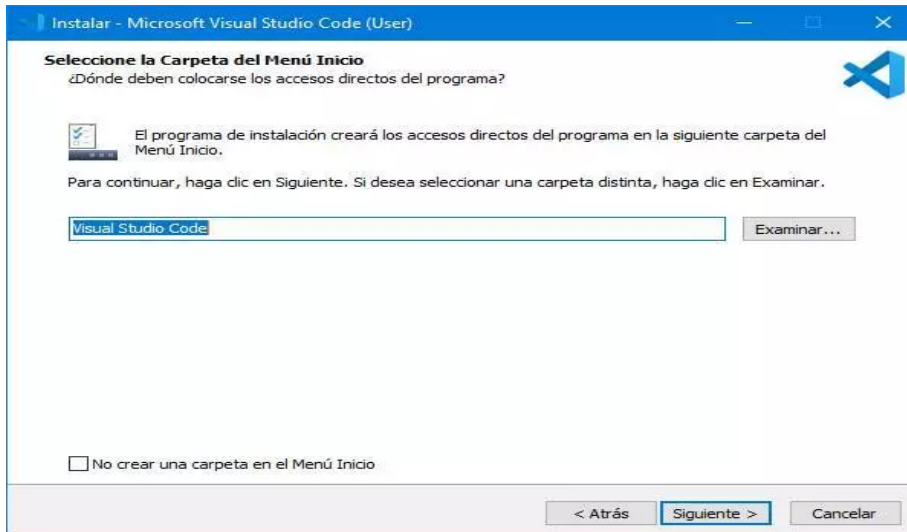 Instalar - Microsoft Visual Studio Code (User)
Seleccione la Carpeta del Menú Inicio
¿Dónde deben colocarse los accesos directos del programa?
El programa de instalación creará los accesos directos del programa en la siguiente carpeta del
Menú Inicio.
Para continuar, haga clic en Siguiente. Si desea seleccionar una carpeta distinta, haga clic en Examinar.
Visual Studio Code
Examinar...
No crear una carpeta en el Menú Inicio
< Atrás
Siguiente >
Cancelar